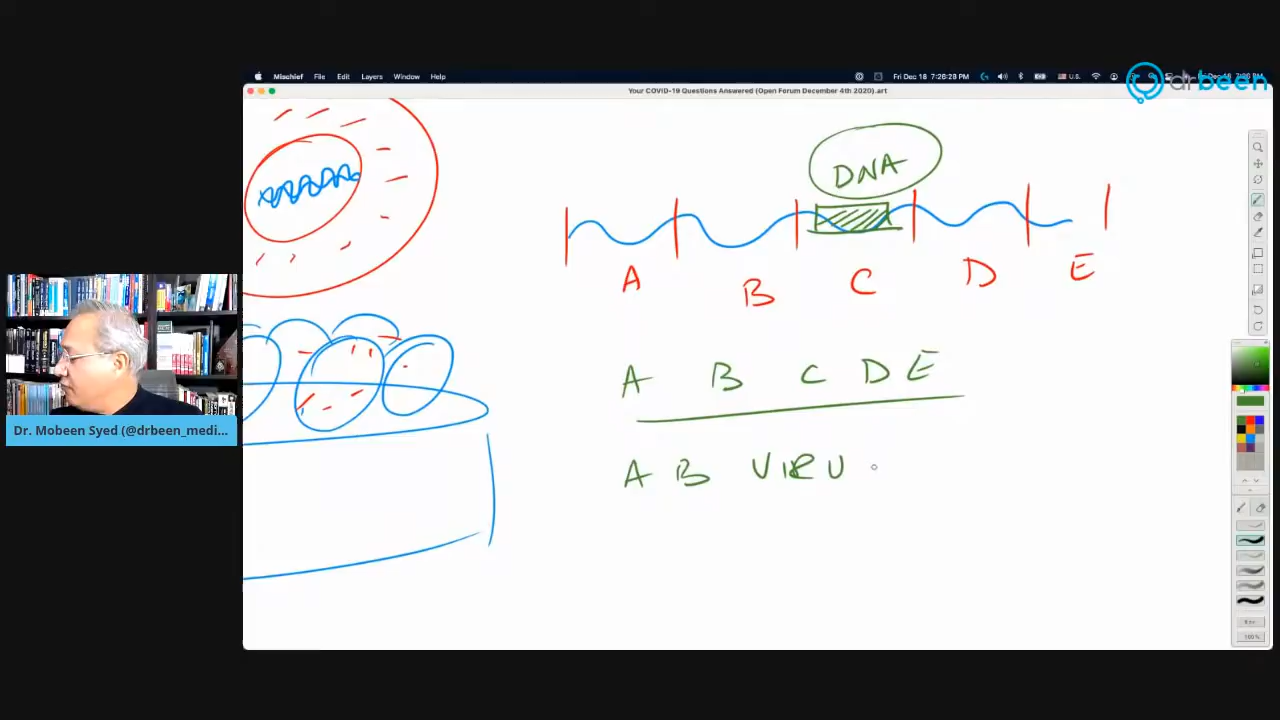 drbeen
Mischief File Edit Layers Window Help
U.S. Fri Dec 18 7:26:28 PM
Your COVID-19 Questions Answered (Open Forum December 4th 2020).art
DNA
A B C D E
A B C D E
A B VIRU
Dr. Mobeen Syed (@drbeen_medi...
100%